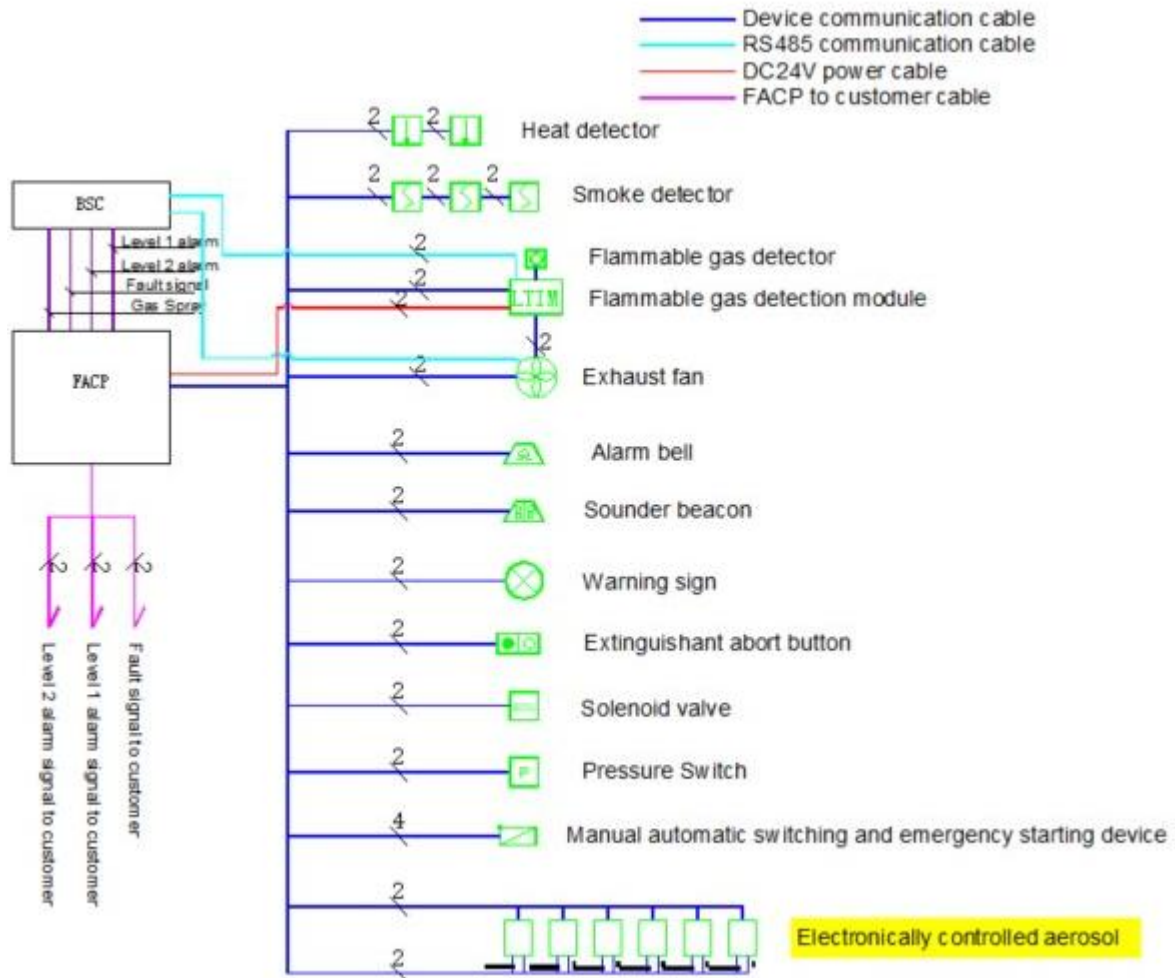 Device communication cable
RS485 communication cable
DC24V power cable
FACP to customer cable
2 2 Heat detector
2 2 2 Smoke detector
BSC
Level 1 alarm
Level 2 alarm
Fault signal
Gas Spray
2 Flammable gas detector
2 LTIM Flammable gas detection module
2
2
FACP
2 Exhaust fan
2 Alarm bell
2 Sounder beacon
2 2 2
2 Warning sign
Level 2 alarm signal to customer
Level 1 alarm signal to customer
Fault signal to customer
2 Extinguishant abort button
2 Solenoid valve
2 P Pressure Switch
4 Manual automatic switching and emergency starting device
2
Electronically controlled aerosol
2